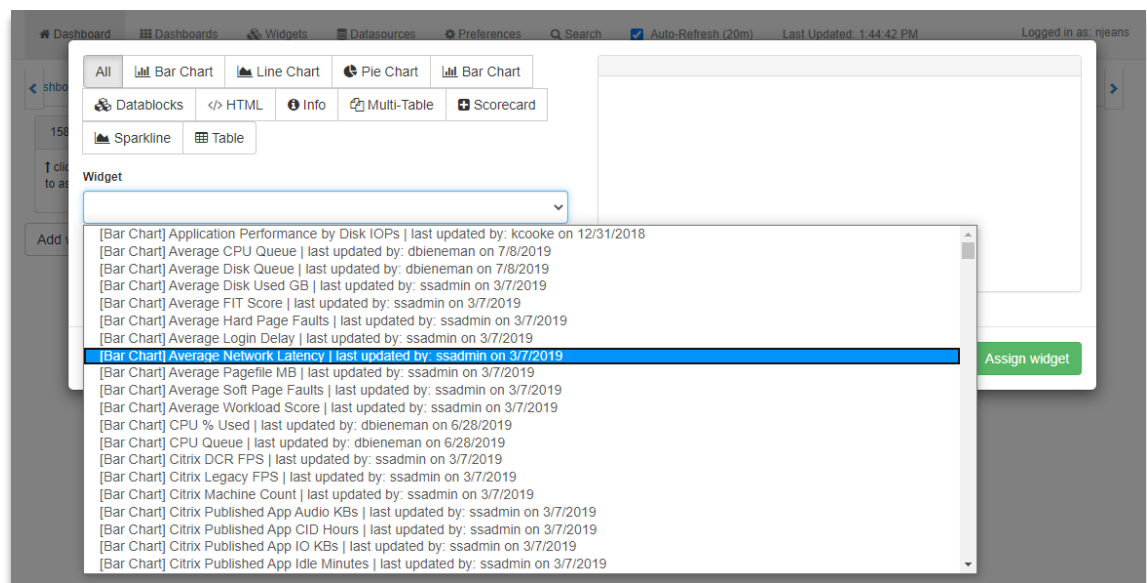 Dashboard Dashboards Widgets Datasources Preferences Search Auto-Refresh (20m) Last Updated: 1:44:42 PM Logged in as: njeans
All Bar Chart Line Chart Pie Chart Bar Chart
shbo
Datablocks </> HTML Info Multi-Table Scorecard
158
Sparkline Table
clic
to as
Widget
Add
[Bar Chart] Application Performance by Disk IOPs | last updated by: kcooke on 12/31/2018
[Bar Chart] Average CPU Queue | last updated by: dbieneman on 7/8/2019
[Bar Chart] Average Disk Queue | last updated by: dbieneman on 7/8/2019
[Bar Chart] Average Disk Used GB | last updated by: ssadmin on 3/7/2019
[Bar Chart] Average FIT Score | last updated by: ssadmin on 3/7/2019
[Bar Chart] Average Hard Page Faults | last updated by: ssadmin on 3/7/2019
[Bar Chart] Average Login Delay | last updated by: ssadmin on 3/7/2019
[Bar Chart] Average Network Latency | last updated by: ssadmin on 3/7/2019
Assign widget
[Bar Chart] Average Pagefile MB | last updated by: ssadmin on 3/7/2019
[Bar Chart] Average Soft Page Faults | last updated by: ssadmin on 3/7/2019
[Bar Chart] Average Workload Score | last updated by: ssadmin on 3/7/2019
[Bar Chart] CPU % Used | last updated by: dbieneman on 6/28/2019
[Bar Chart] CPU Queue | last updated by: dbieneman on 6/28/2019
[Bar Chart] Citrix DCR FPS | last updated by: ssadmin on 3/7/2019
[Bar Chart] Citrix Legacy FPS | last updated by: ssadmin on 3/7/2019
[Bar Chart] Citrix Machine Count | last updated by: ssadmin on 3/7/2019
[Bar Chart] Citrix Published App Audio KBs | last updated by: ssadmin on 3/7/2019
[Bar Chart] Citrix Published App CID Hours | last updated by: ssadmin on 3/7/2019
[Bar Chart] Citrix Published App IO KBs | last updated by: ssadmin on 3/7/2019
[Bar Chart] Citrix Published App Idle Minutes | last updated by: ssadmin on 3/7/2019